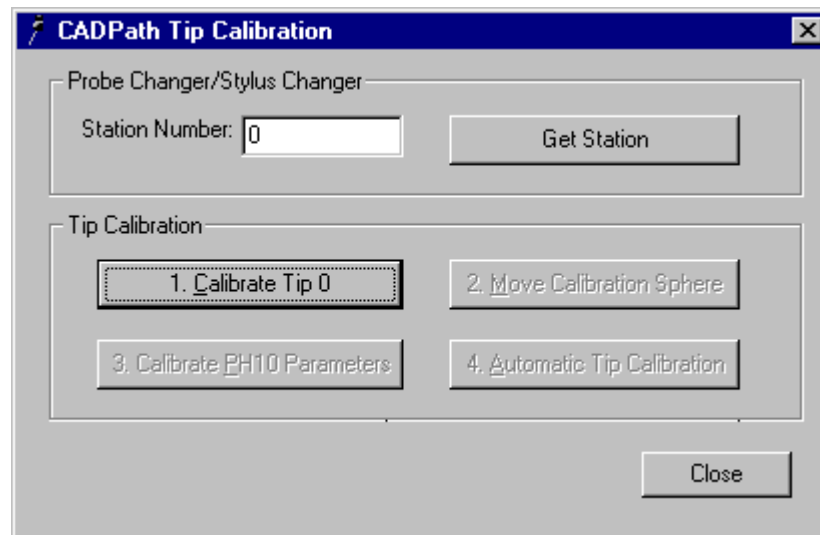 CADPath Tip Calibration
Probe Changer/Stylus Changer
Station Number: 0 Get Station
Tip Calibration
1. Calibrate Tip 0 2. Move Calibration Sphere
3. Calibrate PH10 Parameters 4. Automatic Tip Calibration
Close